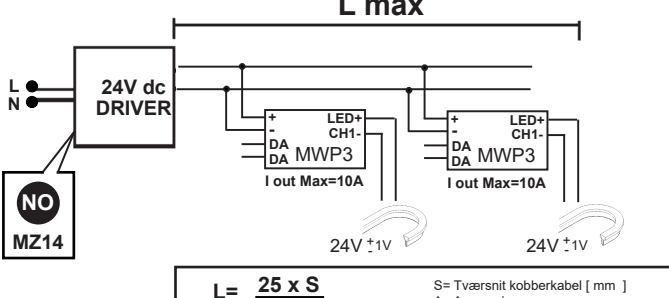 L max
L
N
24V dc
DRIVER
+
-
DA
DA
LED+
CH1-
MWP3
I out Max=10A
+
-
DA
DA
LED+
CH1-
MWP3
I out Max=10A
NO
MZ14
24V ±1V
24V ±1V
L= 25 x S
S= Tværsnit kobberkabel [ mm ]